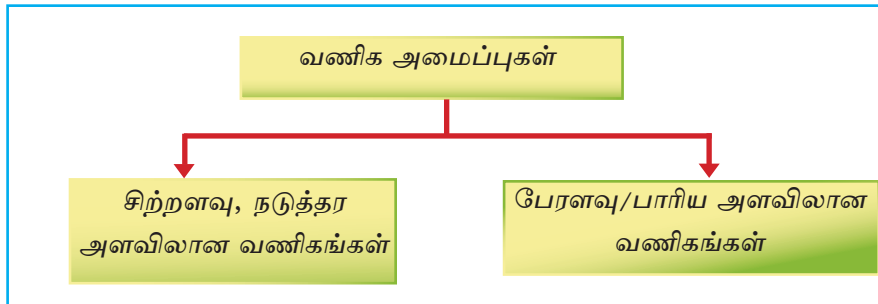 வணிக அமைப்புகள்
சிற்றளவு, நடுத்தர
அளவிலான வணிகங்கள்
பேரளவு/பாரிய அளவிலான
வணிகங்கள்